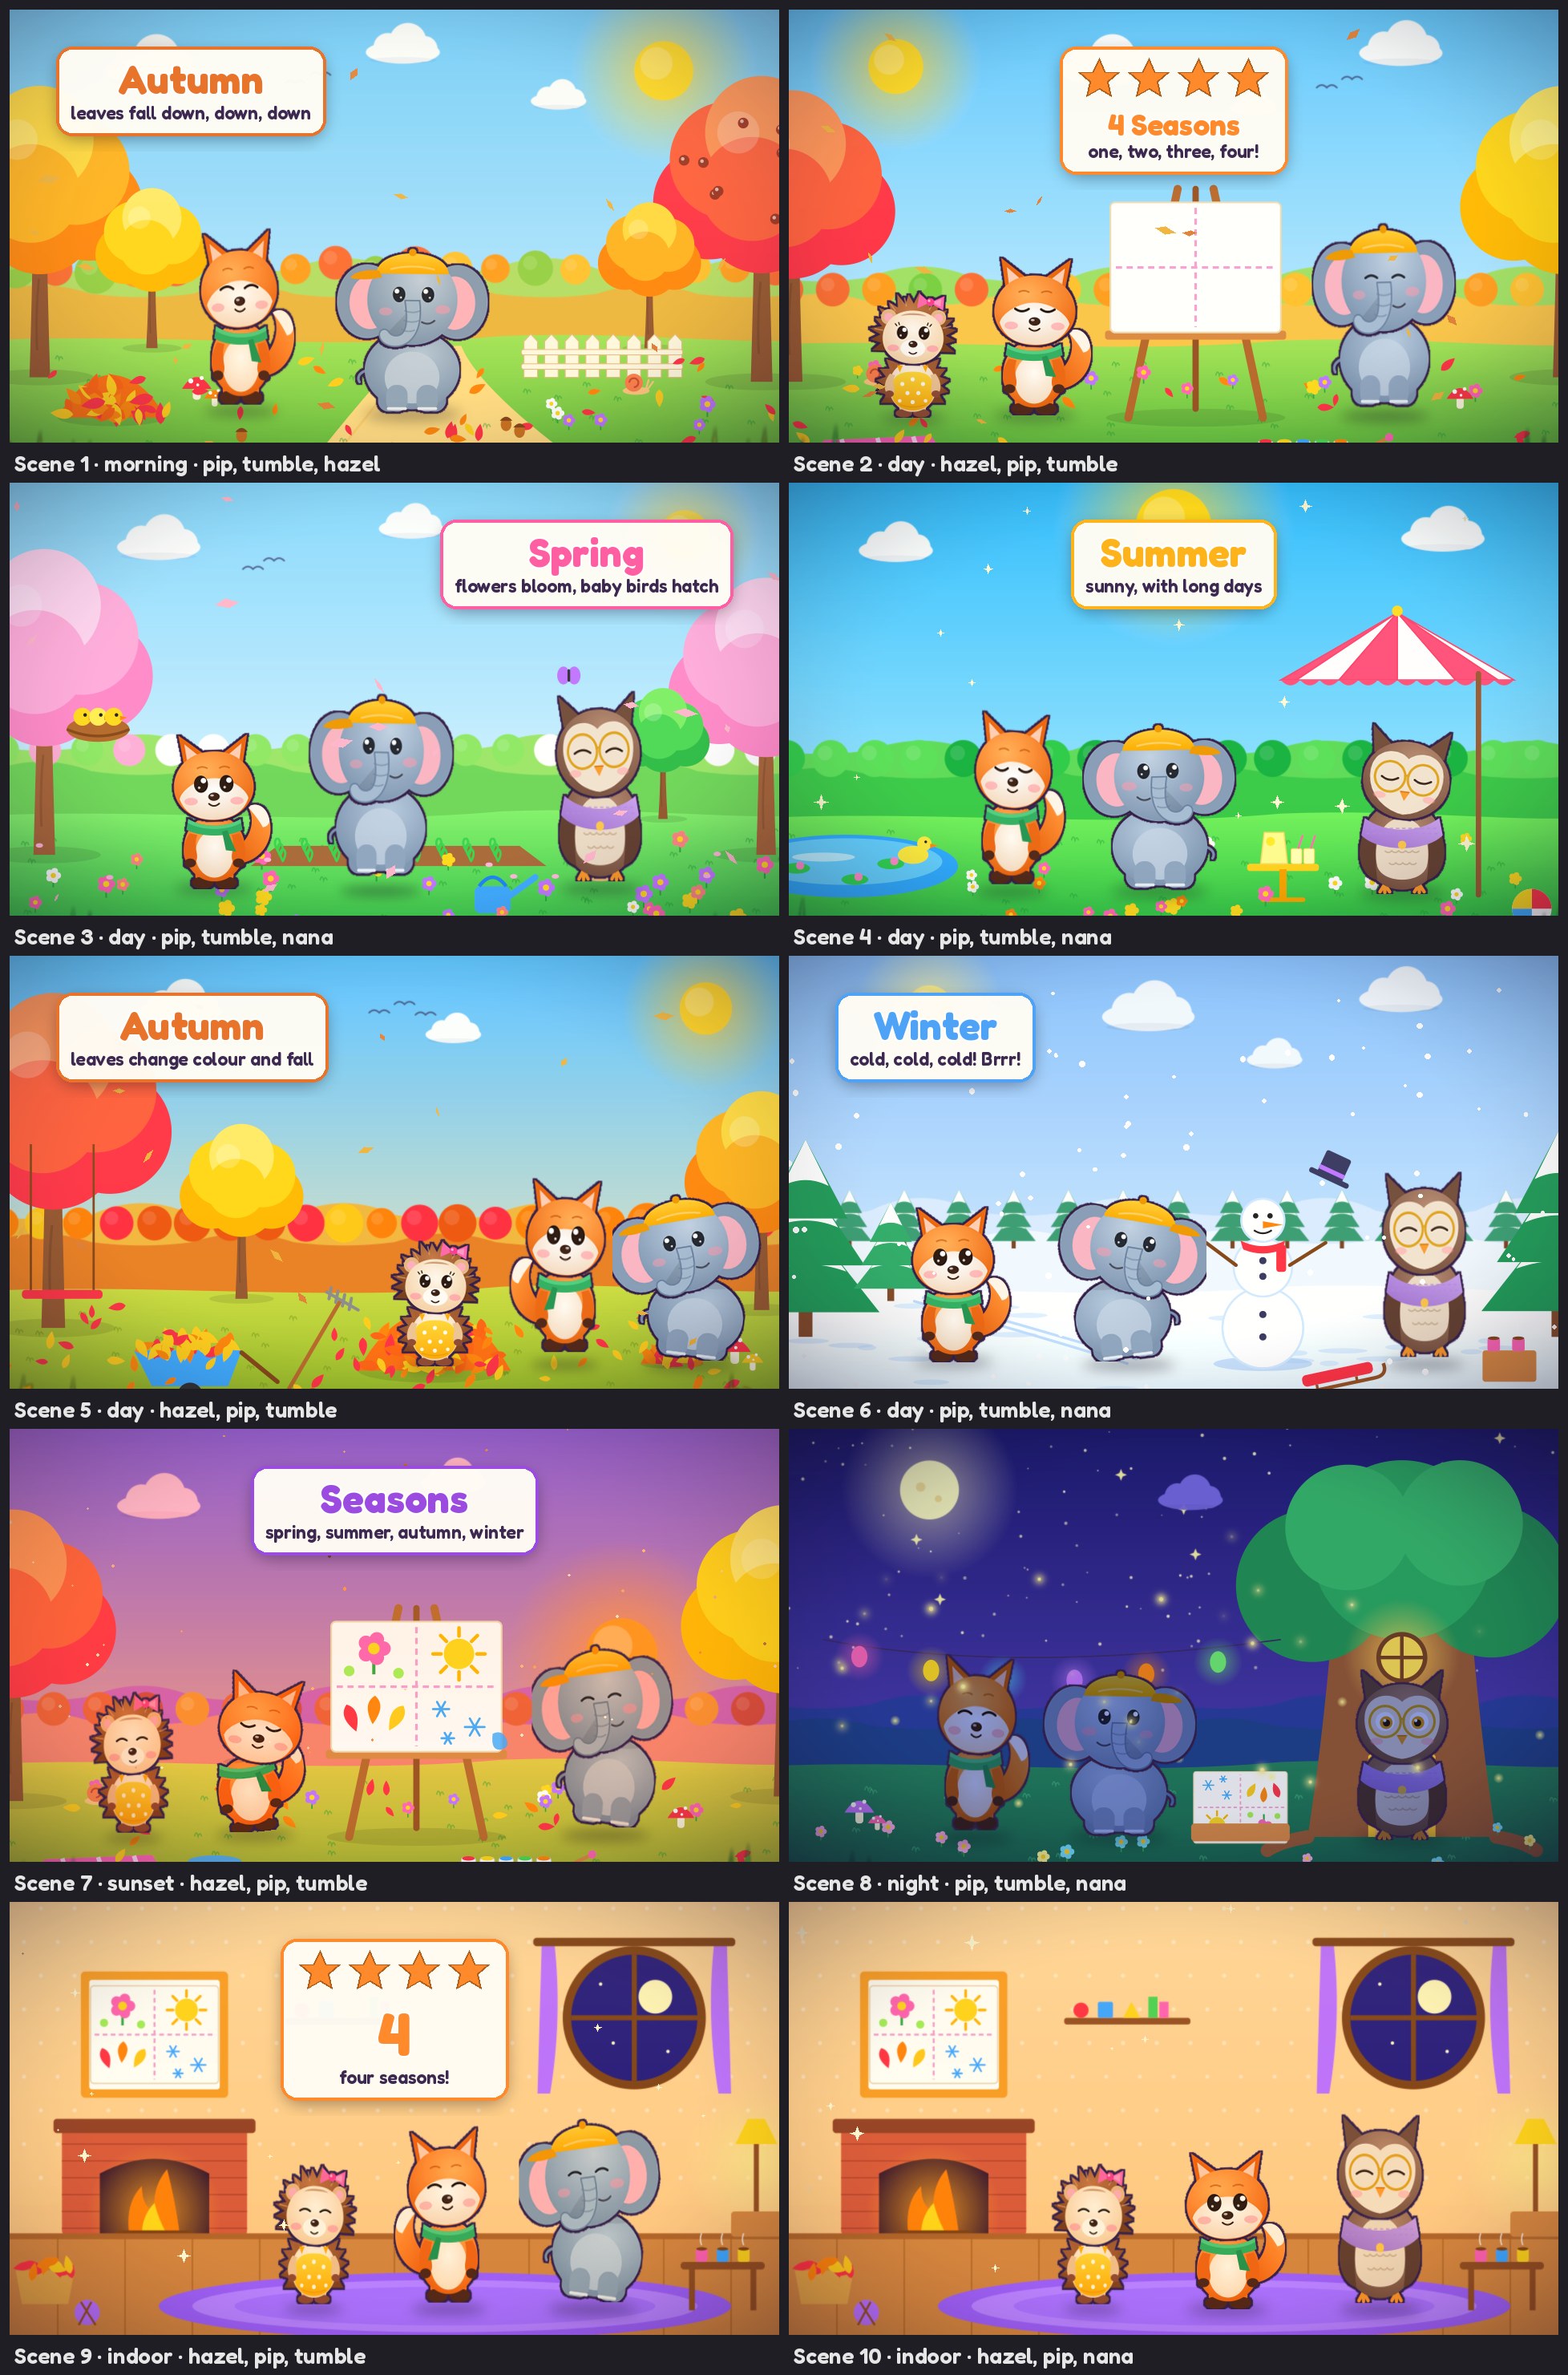 Autumn
leaves fall down, down, down
4 Seasons
one, two, three, four!
Scene 1 · morning · pip, tumble, hazel
Scene 2 · day · hazel, pip, tumble
Spring
flowers bloom, baby birds hatch
Summer
sunny, with long days
Scene 3 · day · pip, tumble, nana
Scene 4 · day · pip, tumble, nana
Autumn
leaves change colour and fall
Winter
cold, cold, cold! Brrr!
Scene 5 · day · hazel, pip, tumble
Scene 6 · day · pip, tumble, nana
Seasons
spring, summer, autumn, winter
Scene 7 · sunset · hazel, pip, tumble
Scene 8 · night · pip, tumble, nana
4
four seasons!
Scene 9 · indoor · hazel, pip, tumble
Scene 10 · indoor · hazel, pip, nana